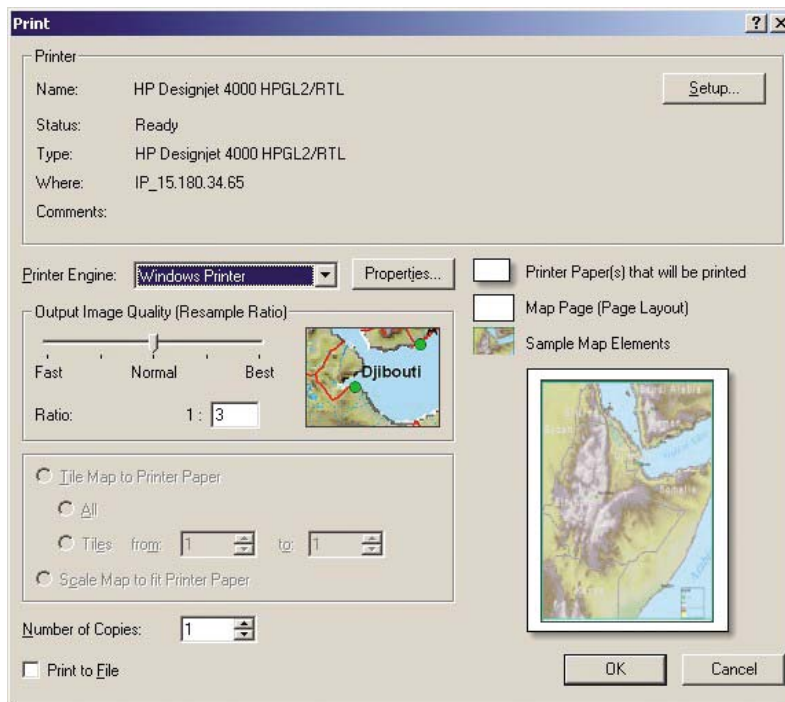 Print
Printer
Name: HP Designjet 4000 HPGL2/RTL
Setup...
Status: Ready
Type: HP Designjet 4000 HPGL2/RTL
Where: IP_15.180.34.65
Comments:
Printer Engine: Windows Printer Properties...
Printer Paper(s) that will be printed
Map Page (Page Layout)
Sample Map Elements
Output Image Quality (Resample Ratio)
Fast Normal Best
Ratio: 1 : 3
Djibouti
Tile Map to Printer Paper
All
Tiles from: 1 to: 1
Scale Map to fit Printer Paper
Saudi Arabia
Somalia
Number of Copies: 1
Print to File
OK Cancel